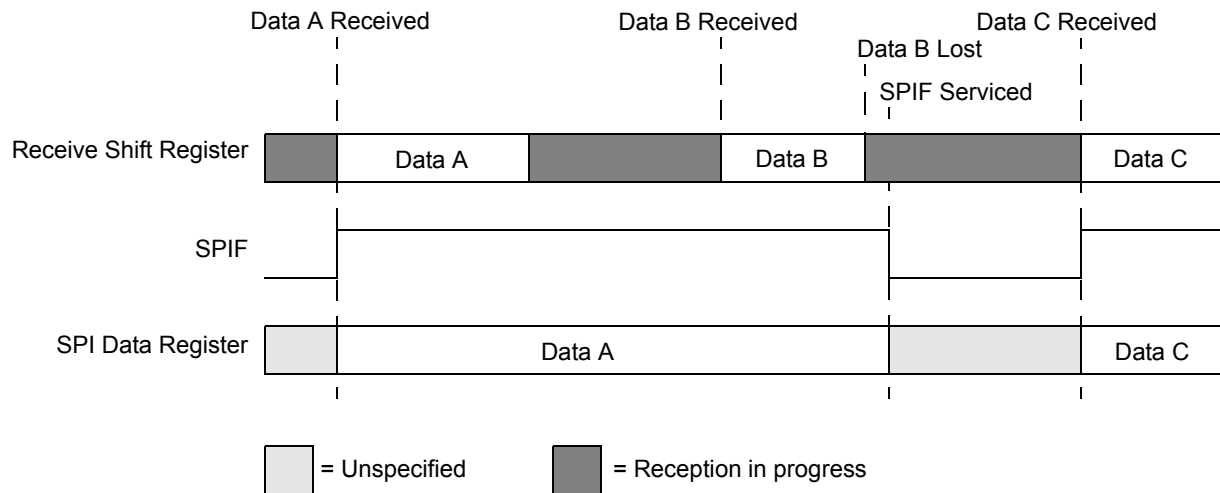 Data A Received
Data B Received
Data C Received
Data B Lost
SPIF Serviced
Receive Shift Register
Data A
Data B
Data C
SPIF
SPI Data Register
Data A
Data C
= Unspecified
= Reception in progress